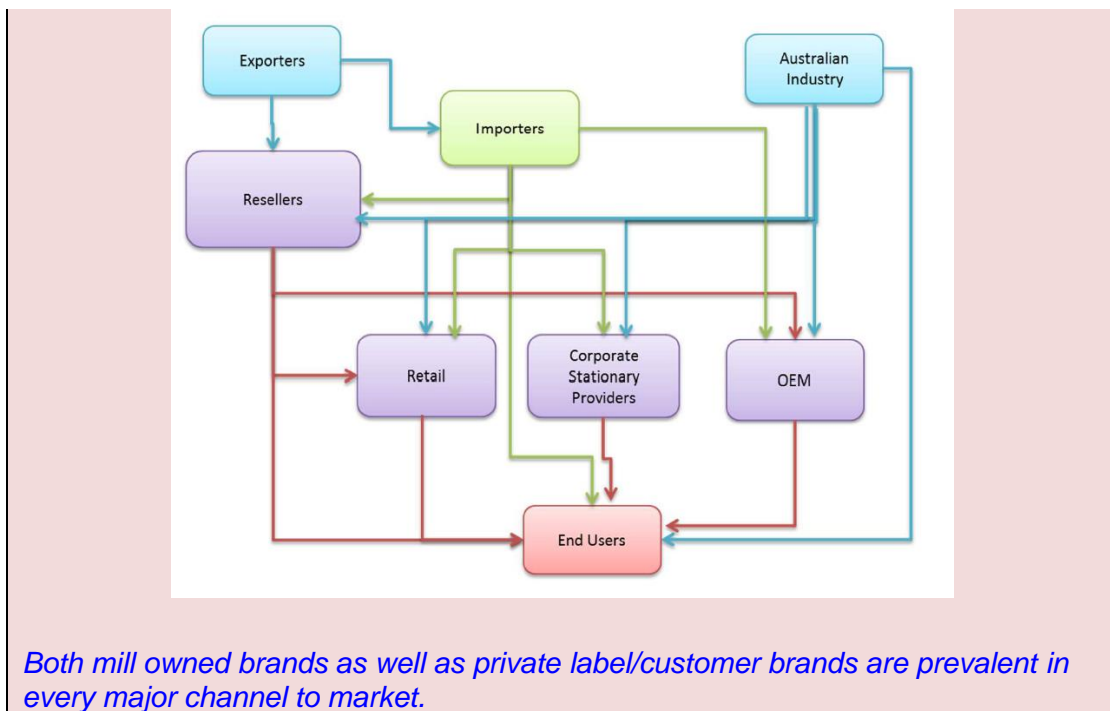 Exporters
Australian
Industry
Importers
Resellers
Retail
Corporate
Stationary
Providers
OEM
End Users
Both mill owned brands as well as private label/customer brands are prevalent in
every major channel to market.